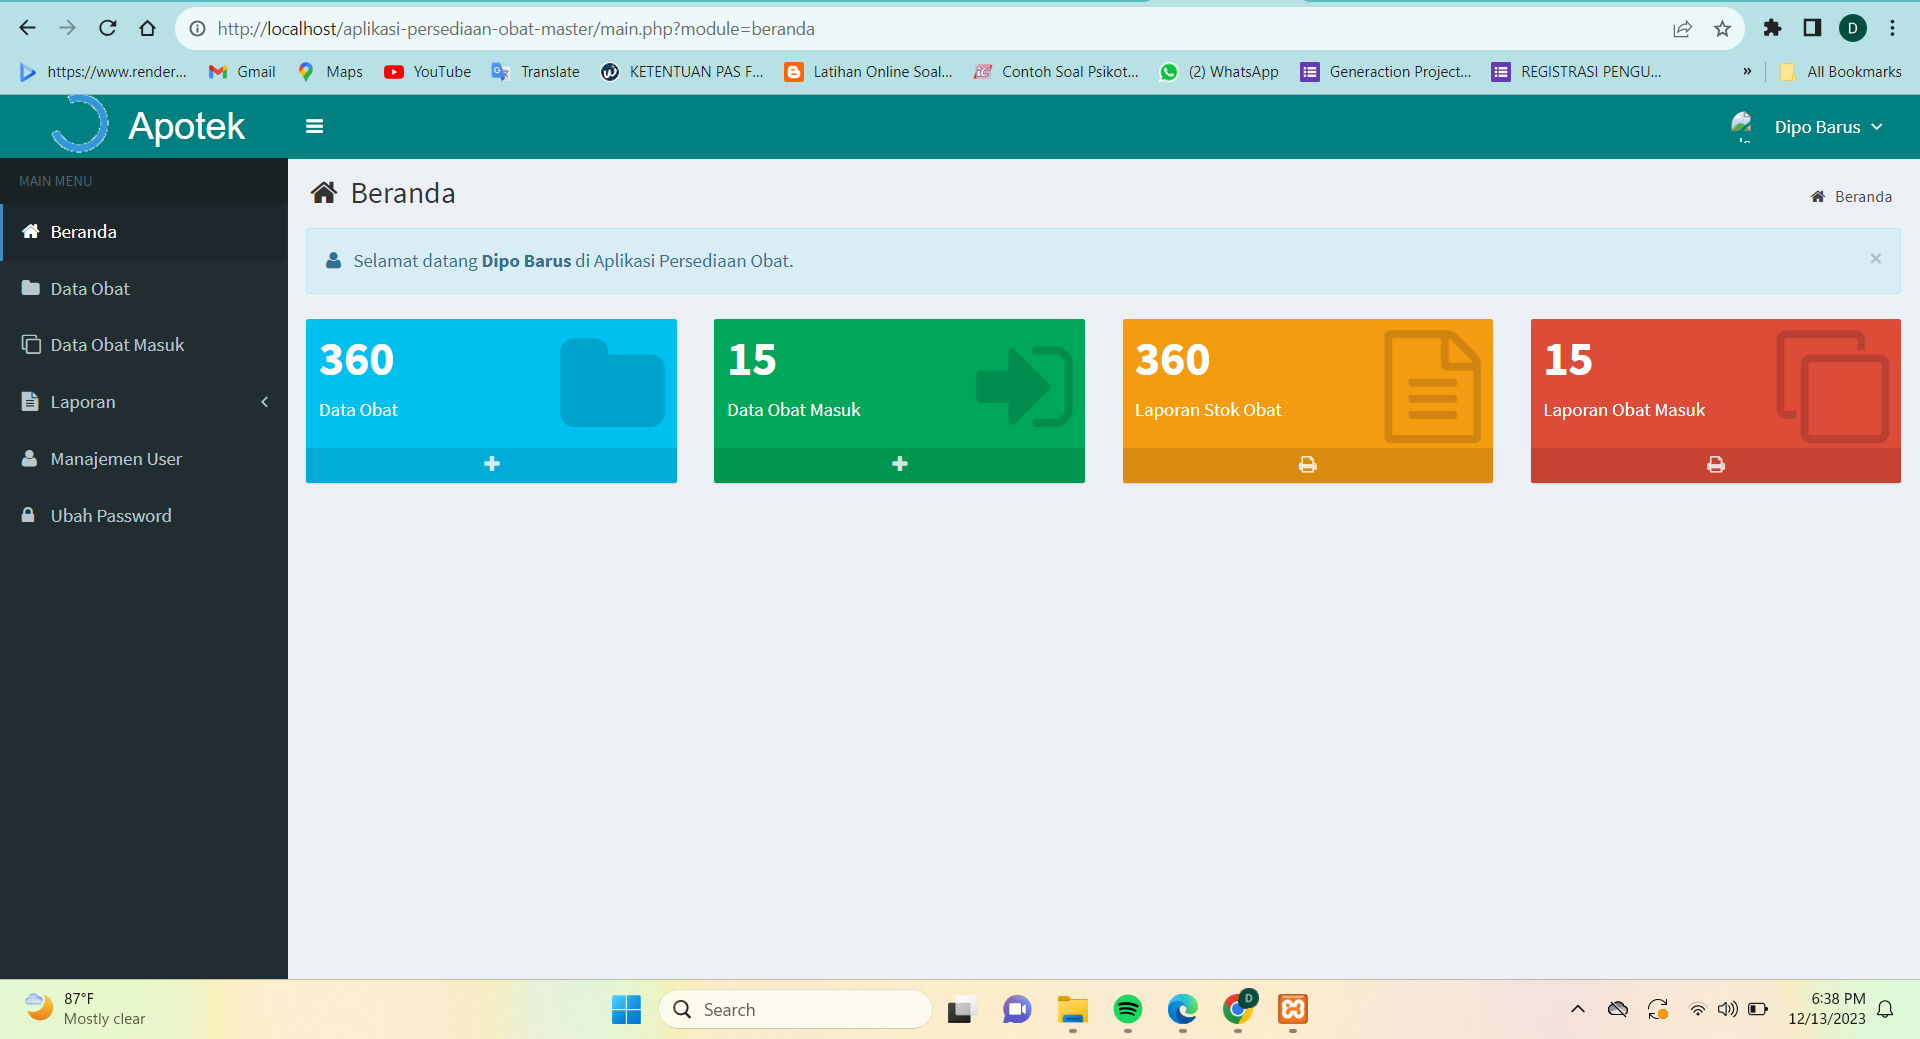 http://localhost/aplikasi-persediaan-obat-master/main.php?module=beranda
D
https://www.render... Gmail Maps YouTube Translate KETENTUAN PAS F... Latihan Online Soal... Contoh Soal Psikot... (2) WhatsApp Generaction Project... REGISTRASI PENGU... » All Bookmarks
Apotek
Dipo Barus
MAIN MENU
Beranda
Data Obat
Data Obat Masuk
Laporan
Manajemen User
Ubah Password
Beranda
Beranda
Selamat datang Dipo Barus di Aplikasi Persediaan Obat.
×
360
Data Obat
15
Data Obat Masuk
360
Laporan Stok Obat
15
Laporan Obat Masuk
87°F
Mostly clear
Search
D
6:38 PM
12/13/2023